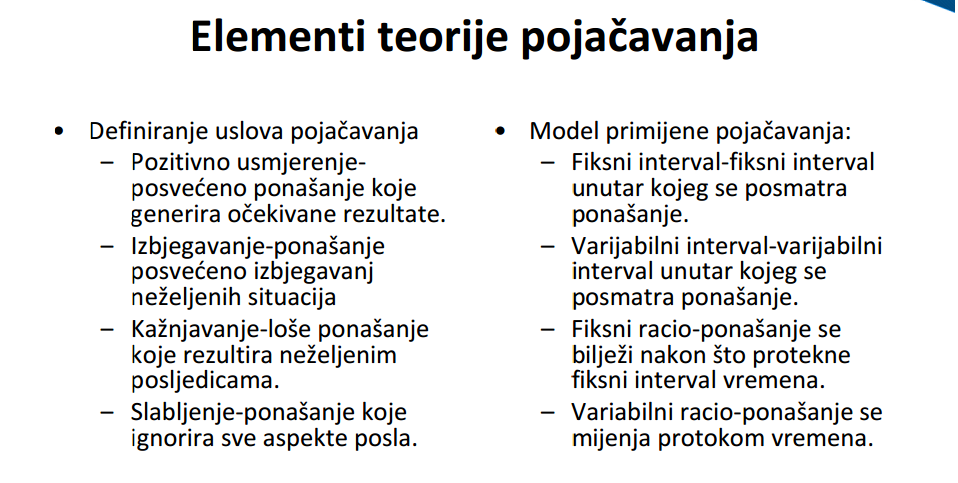 Elementi teorije pojačavanja
• Definiranje uslova pojačavanja
– Pozitivno usmjerenje-
posvećeno ponašanje koje
generira očekivane rezultate.
– Izbjegavanje-ponašanje
posvećeno izbjegavanj
neželjenih situacija
– Kažnjavanje-loše ponašanje
koje rezultira neželjenim
posljedicama.
– Slabljenje-ponašanje koje
ignorira sve aspekte posla.
• Model primijene pojačavanja:
– Fiksni interval-fiksni interval
unutar kojeg se posmatra
ponašanje.
– Varijabilni interval-varijabilni
interval unutar kojeg se
posmatra ponašanje.
– Fiksni racio-ponašanje se
bilježi nakon što protekne
fiksni interval vremena.
– Variabilni racio-ponašanje se
mijenja protokom vremena.